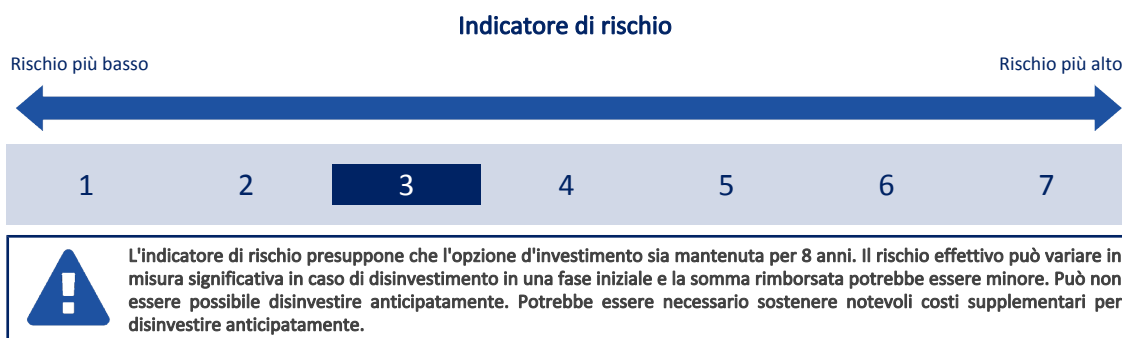 Indicatore di rischio
Rischio più basso
Rischio più alto
1 2 3 4 5 6 7
L'indicatore di rischio presuppone che l'opzione d'investimento sia mantenuta per 8 anni. Il rischio effettivo può variare in
misura significativa in caso di disinvestimento in una fase iniziale e la somma rimborsata potrebbe essere minore. Può non
essere possibile disinvestire anticipatamente. Potrebbe essere necessario sostenere notevoli costi supplementari per
disinvestire anticipatamente.